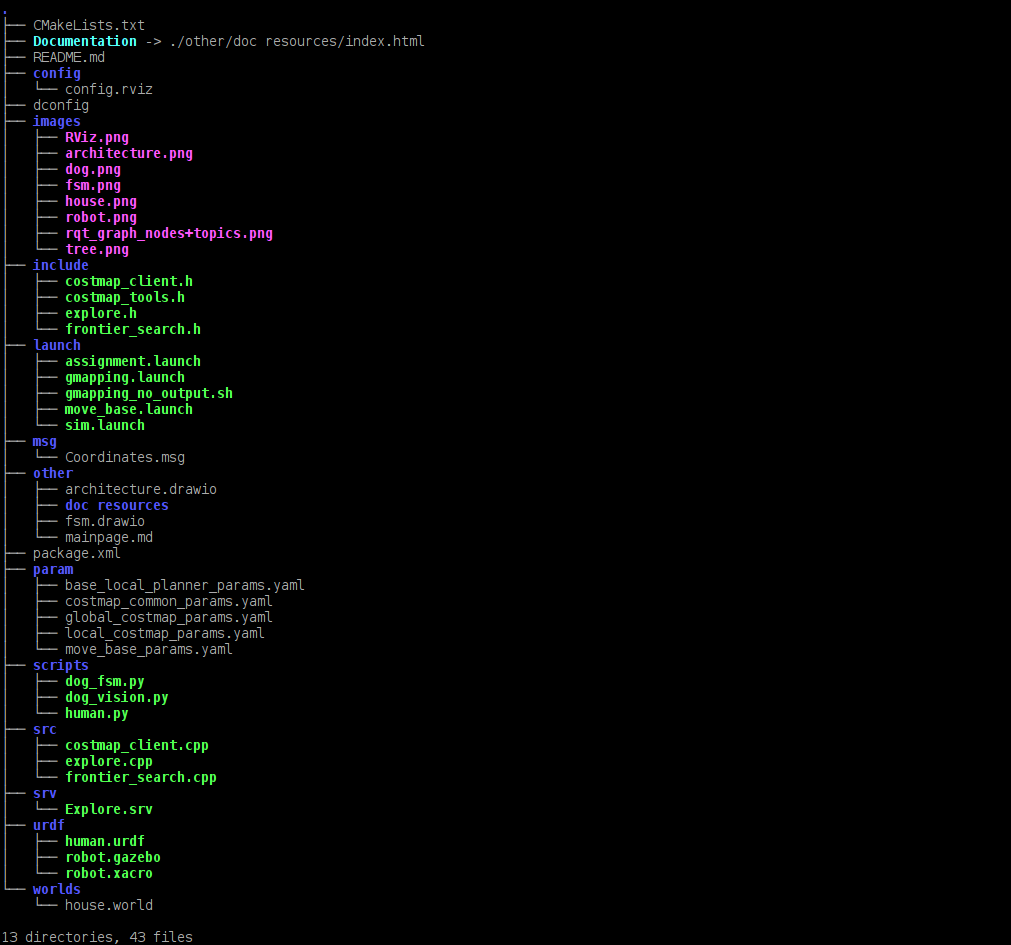 .
├── CMakeLists.txt
├── Documentation -> ./other/doc resources/index.html
├── README.md
├── config
│   └── config.rviz
├── dconfig
├── images
│   ├── RViz.png
│   ├── architecture.png
│   ├── dog.png
│   ├── fsm.png
│   ├── house.png
│   ├── robot.png
│   ├── rqt_graph_nodes+topics.png
│   └── tree.png
├── include
│   ├── costmap_client.h
│   ├── costmap_tools.h
│   ├── explore.h
│   └── frontier_search.h
├── launch
│   ├── assignment.launch
│   ├── gmapping.launch
│   ├── gmapping_no_output.sh
│   ├── move_base.launch
│   └── sim.launch
├── msg
│   └── Coordinates.msg
├── other
│   ├── architecture.drawio
│   ├── doc resources
│   ├── fsm.drawio
│   └── mainpage.md
├── package.xml
├── param
│   ├── base_local_planner_params.yaml
│   ├── costmap_common_params.yaml
│   ├── global_costmap_params.yaml
│   ├── local_costmap_params.yaml
│   └── move_base_params.yaml
├── scripts
│   ├── dog_fsm.py
│   ├── dog_vision.py
│   └── human.py
├── src
│   ├── costmap_client.cpp
│   ├── explore.cpp
│   └── frontier_search.cpp
├── srv
│   └── Explore.srv
├── urdf
│   ├── human.urdf
│   ├── robot.gazebo
│   └── robot.xacro
└── worlds
    └── house.world

13 directories, 43 files